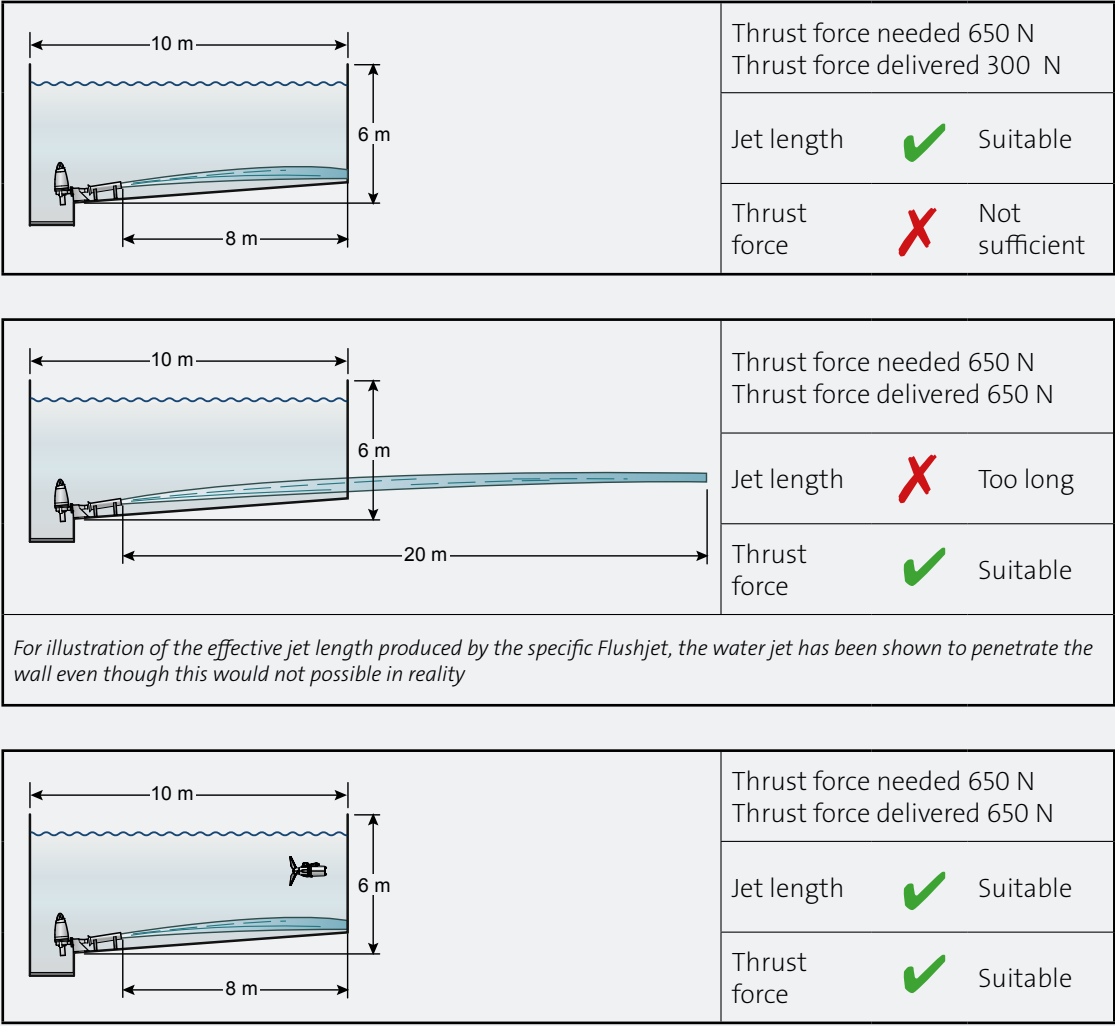 10 m
6 m
8 m
Thrust force needed 650 N
Thrust force delivered 300 N
Jet length
Suitable
Thrust
force
Not
sufficient
10 m
6 m
20 m
Thrust force needed 650 N
Thrust force delivered 650 N
Jet length
Too long
Thrust
force
Suitable
For illustration of the effective jet length produced by the specific Flushjet, the water jet has been shown to penetrate the
wall even though this would not possible in reality
10 m
6 m
8 m
Thrust force needed 650 N
Thrust force delivered 650 N
Jet length
Suitable
Thrust
force
Suitable